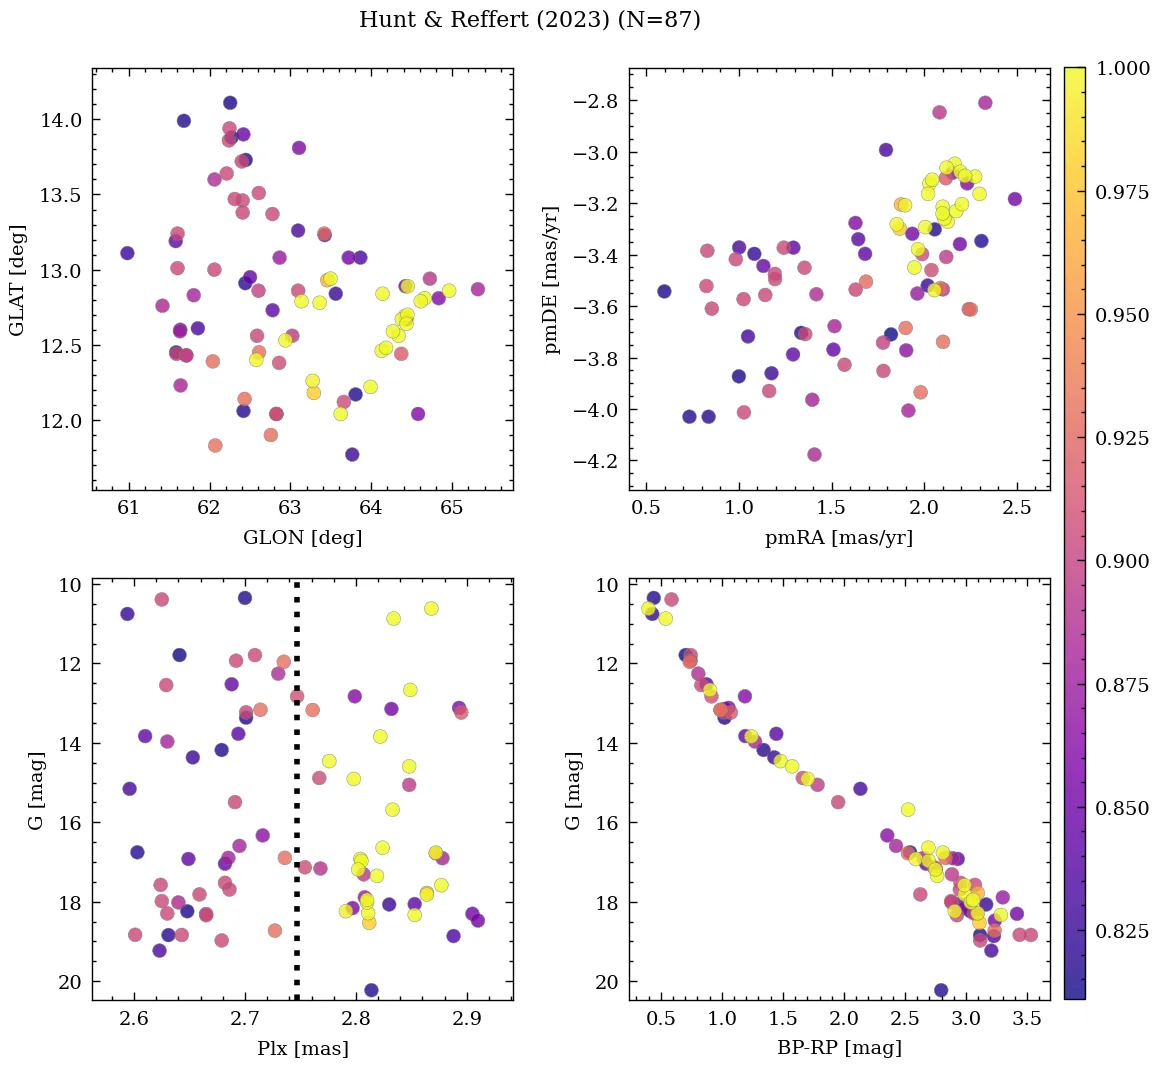 Hunt & Reffert (2023) (N=87)
14.0
13.5
13.0
12.5
12.0
GLAT [deg]
61 62 63 64 65
GLON [deg]
−2.8
−3.0
−3.2
−3.4
−3.6
−3.8
−4.0
−4.2
pmDE [mas/yr]
0.5 1.0 1.5 2.0 2.5
pmRA [mas/yr]
10
12
14
16
18
20
G [mag]
2.6 2.7 2.8 2.9
Plx [mas]
10
12
14
16
18
20
G [mag]
0.5 1.0 1.5 2.0 2.5 3.0 3.5
BP-RP [mag]
1.000
0.975
0.950
0.925
0.900
0.875
0.850
0.825